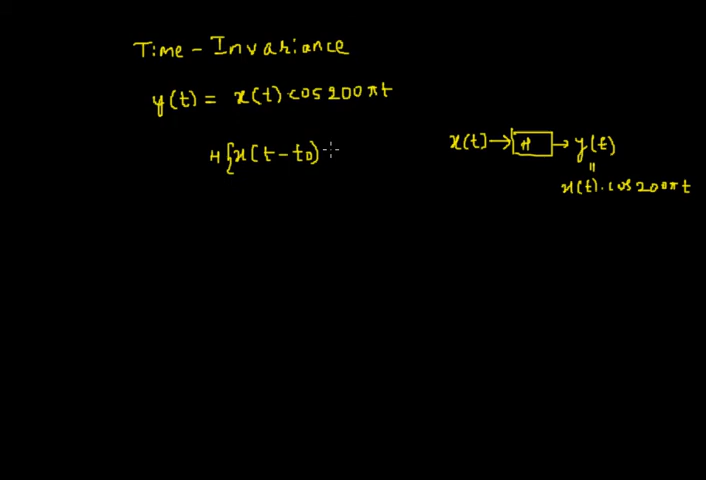 Time - Invariance
y(t) = x(t) cos 200πt
H{x(t-t0)
x(t) → H → y(t)
=
x(t).cos 200πt